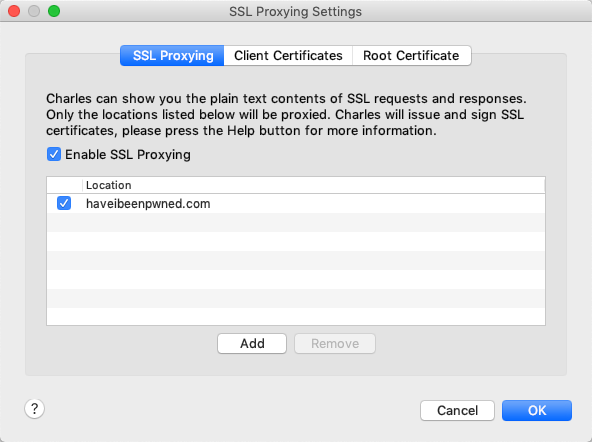 SSL Proxying Settings
SSL Proxying Client Certificates Root Certificate
Charles can show you the plain text contents of SSL requests and responses.
Only the locations listed below will be proxied. Charles will issue and sign SSL
certificates, please press the Help button for more information.
Enable SSL Proxying
Location
haveibeenpwned.com
Add Remove
? Cancel OK